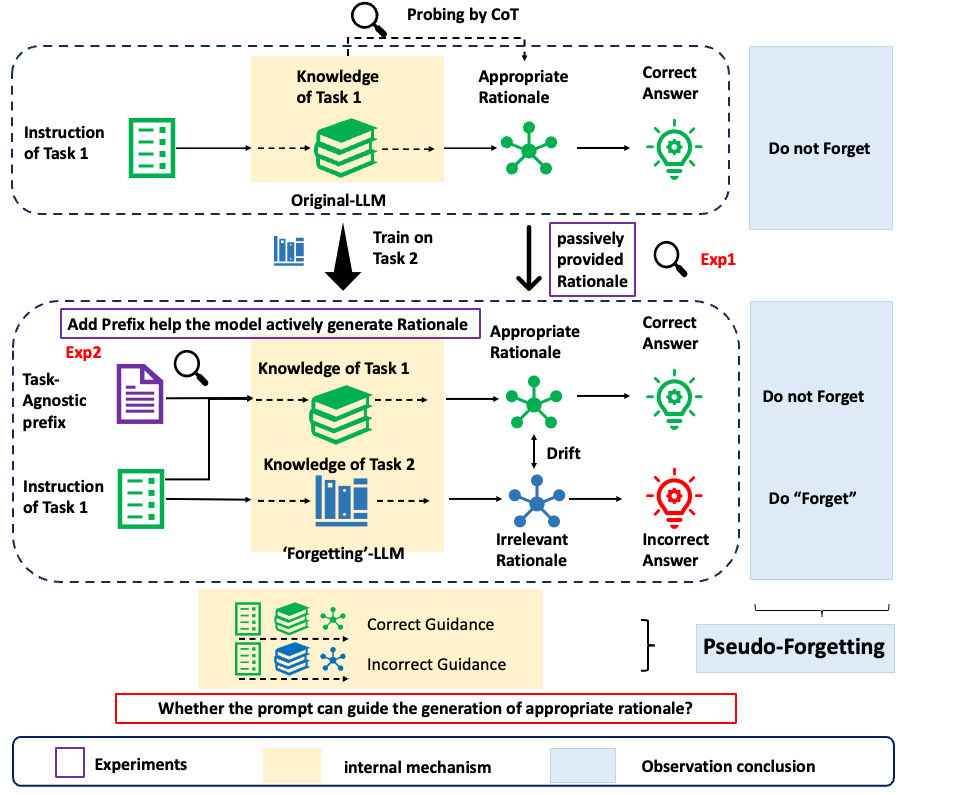 Probing by CoT
Knowledge
of Task 1
Appropriate
Rationale
Correct
Answer
Instruction
of Task 1
Do not Forget
Original-LLM
Train on
Task 2
passively
provided
Rationale
Exp1
Add Prefix help the model actively generate Rationale
Exp2
Appropriate
Rationale
Correct
Answer
Task-
Agnostic
prefix
Knowledge of Task 1
Do not Forget
Drift
Knowledge of Task 2
Instruction
of Task 1
Do “Forget”
‘Forgetting’-LLM
Irrelevant
Rationale
Incorrect
Answer
Correct Guidance
Incorrect Guidance
Pseudo-Forgetting
Whether the prompt can guide the generation of appropriate rationale?
Experiments
internal mechanism
Observation conclusion